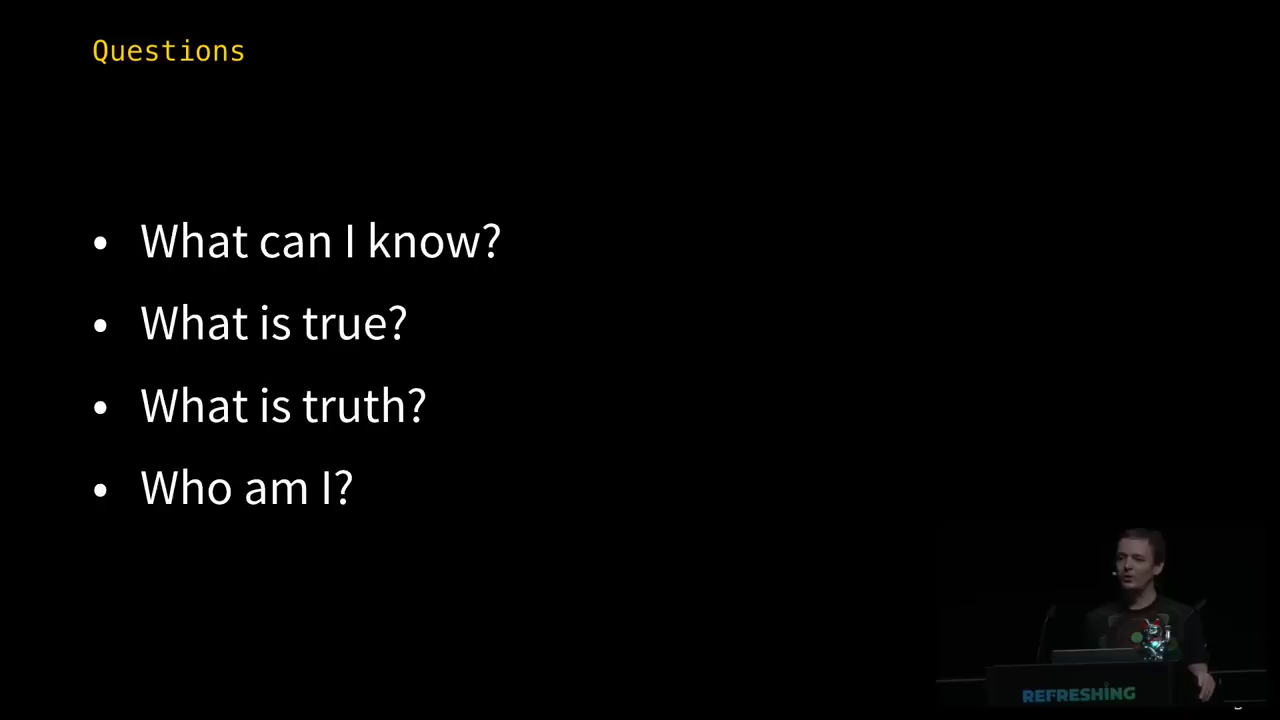 Questions
• What can I know?
• What is true?
• What is truth?
• Who am I?
REFRESHING